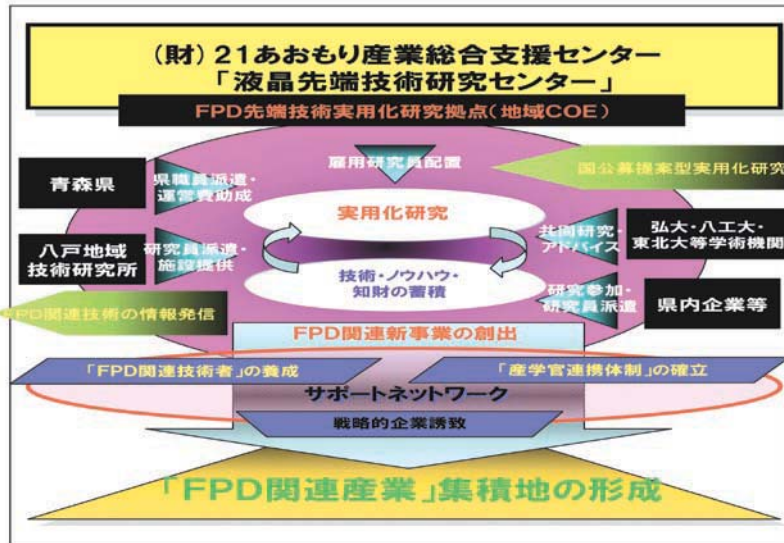 (財)21あおもり産業総合支援センター
「液晶先端技術研究センター」
FPD先端技術実用化研究拠点(地域COE)
雇用研究員配置
国公募提案型実用化研究
青森県
県職員派遣・
運営費助成
実用化研究
共同研究・
アドバイス
弘大・八工大・
東北大等学術機関
八戸地域
技術研究所
研究員派遣・
施設提供
技術・ノウハウ・
知財の蓄積
研究参加・
研究員派遣
県内企業等
PD関連技術の情報発信
FPD関連新事業の創出
「FPD関連技術者」の養成
「産学官連携体制」の確立
サポートネットワーク
戦略的企業誘致
「FPD関連産業」集積地の形成